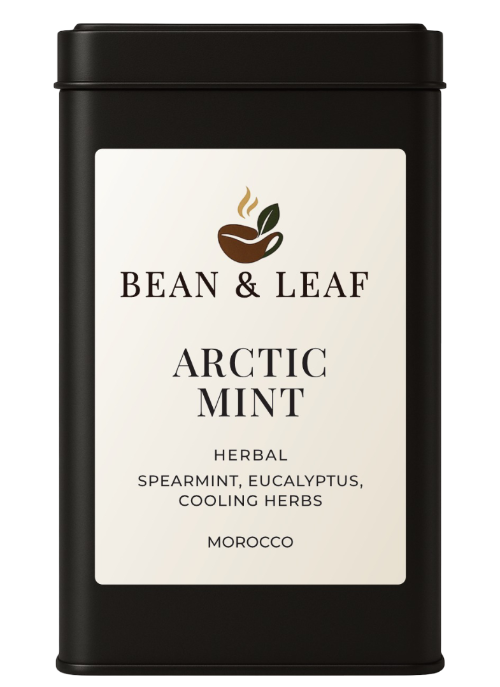 BEAN & LEAF
ARCTIC
MINT
HERBAL
SPEARMINT, EUCALYPTUS,
COOLING HERBS
MOROCCO